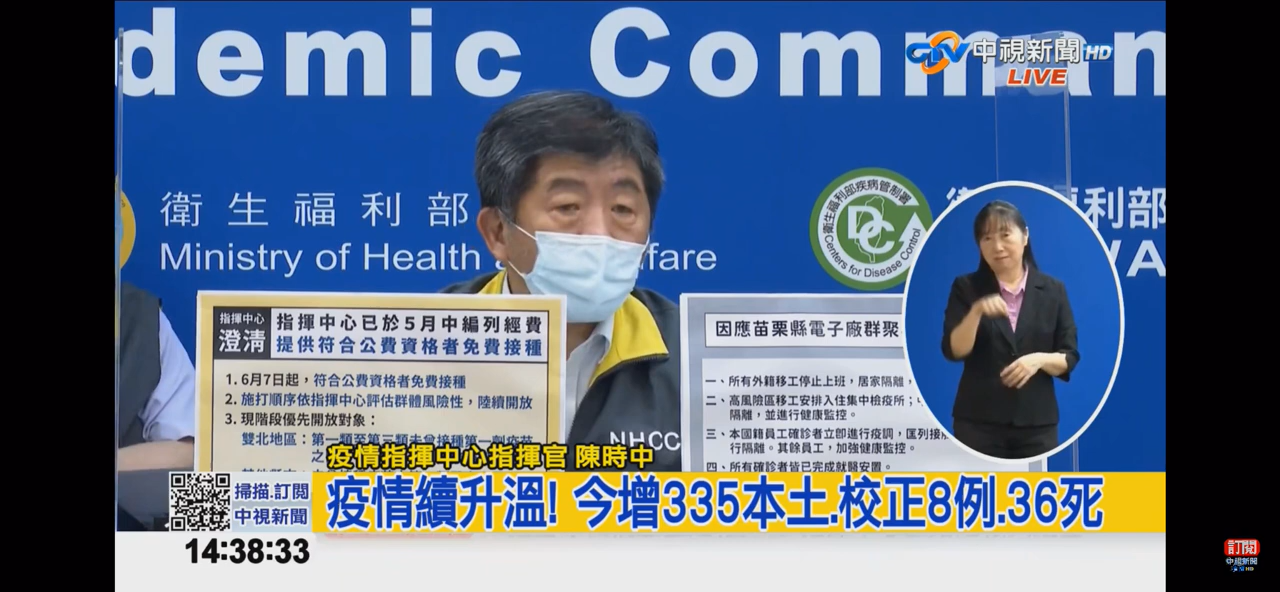 demic Comman
CTV 中視新聞 HD
LIVE
衛生福利部
Ministry of Health
lfare
衛生福利部疾病管制署
CDC
Centers for Disease Control
利部
WA
指揮中心
澄清
指揮中心已於5月中編列經費
提供符合公費資格者免費接種
1. 6月7日起，符合公費資格者免費接種
2. 施打順序依指揮中心評估群體風險性，陸續開放
3. 現階段優先開放對象：
雙北地區：第一類至第三類未曾接種第一劑疫苗
之
因應苗栗縣電子廠群聚
一、所有外籍移工停止上班，居家隔離，
二、高風險區移工安排入住集中檢疫所；
隔離，並進行健康監控。
三、本國籍員工確診者立即進行疫調，匡列接
行隔離。其餘員工，加強健康監控。
四、所有確診者皆已完成就醫安置。
NHCC
疫情指揮中心指揮官 陳時中
掃描.訂閱
中視新聞
疫情續升溫! 今增335本土.校正8例.36死
14:38:33
訂閱
中視新聞
HD